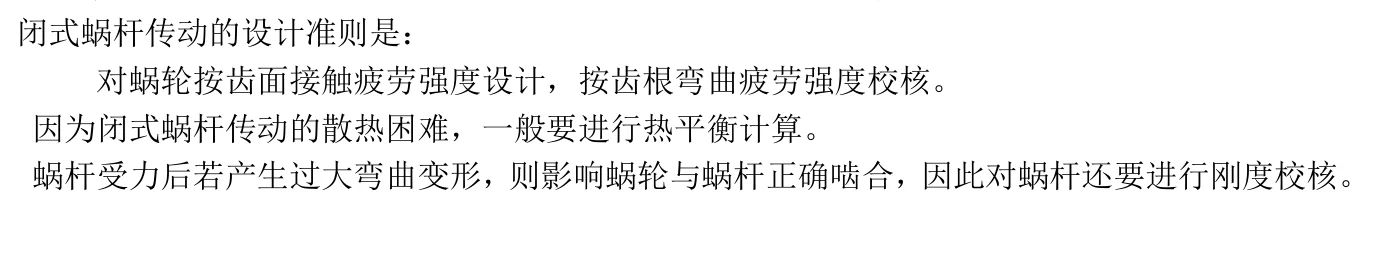 闭式蜗杆传动的设计准则是：
对蜗轮按齿面接触疲劳强度设计，按齿根弯曲疲劳强度校核。
因为闭式蜗杆传动的散热困难，一般要进行热平衡计算。
蜗杆受力后若产生过大弯曲变形，则影响蜗轮与蜗杆正确啮合，因此对蜗杆还要进行刚度校核。